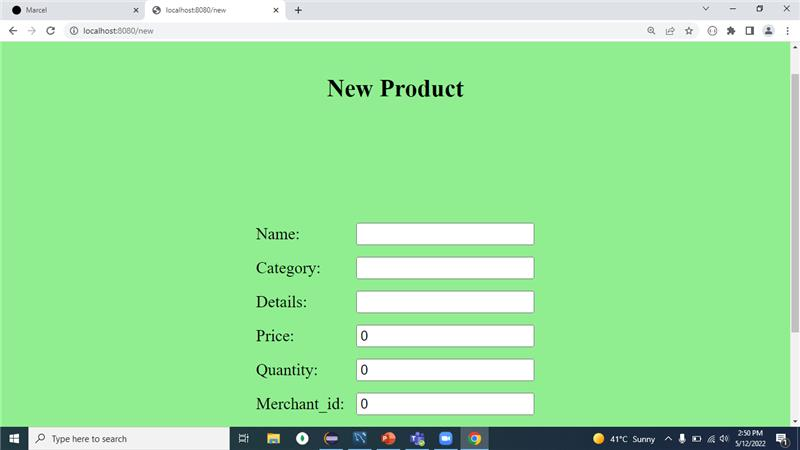 Marcel
localhost:8080/new
localhost:8080/new
New Product
Name:
Category:
Details:
Price: 0
Quantity: 0
Merchant_id: 0
Type here to search
41°C Sunny
2:50 PM
5/12/2022
1